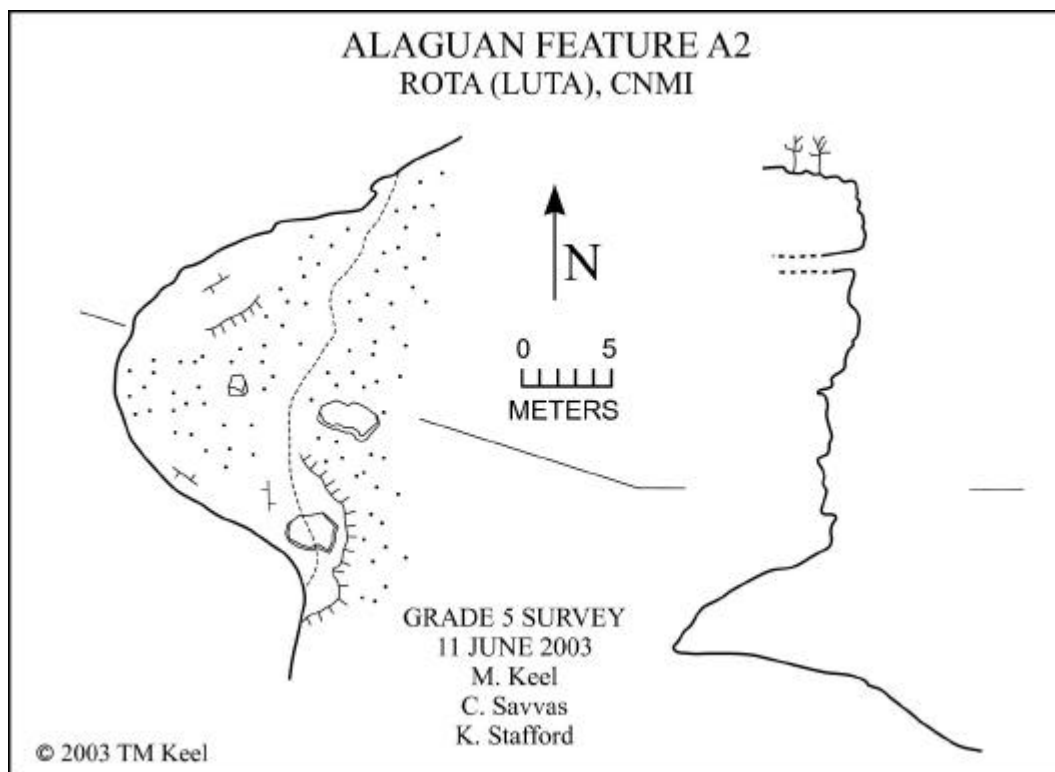 ALAGUAN FEATURE A2
ROTA (LUTA), CNMI
N
0 5
METERS
GRADE 5 SURVEY
11 JUNE 2003
M. Keel
C. Savvas
K. Stafford
© 2003 TM Keel